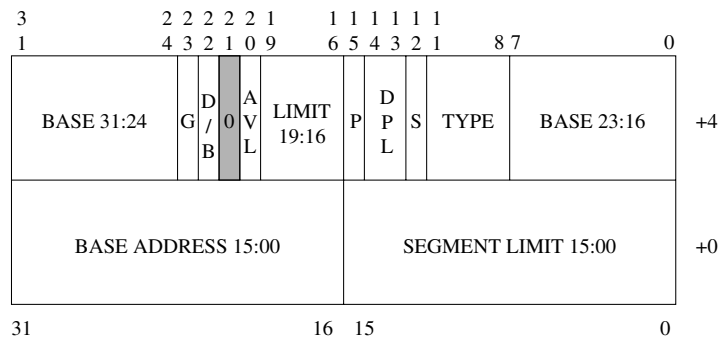 3 2 2 2 2 2 1 1 1 1 1 1 1
1 4 3 2 1 0 9 6 5 4 3 2 1 8 7 0
BASE 31:24 G D/B 0 AVL LIMIT 19:16 P DPL S TYPE BASE 23:16 +4
BASE ADDRESS 15:00 SEGMENT LIMIT 15:00 +0
31 16 15 0